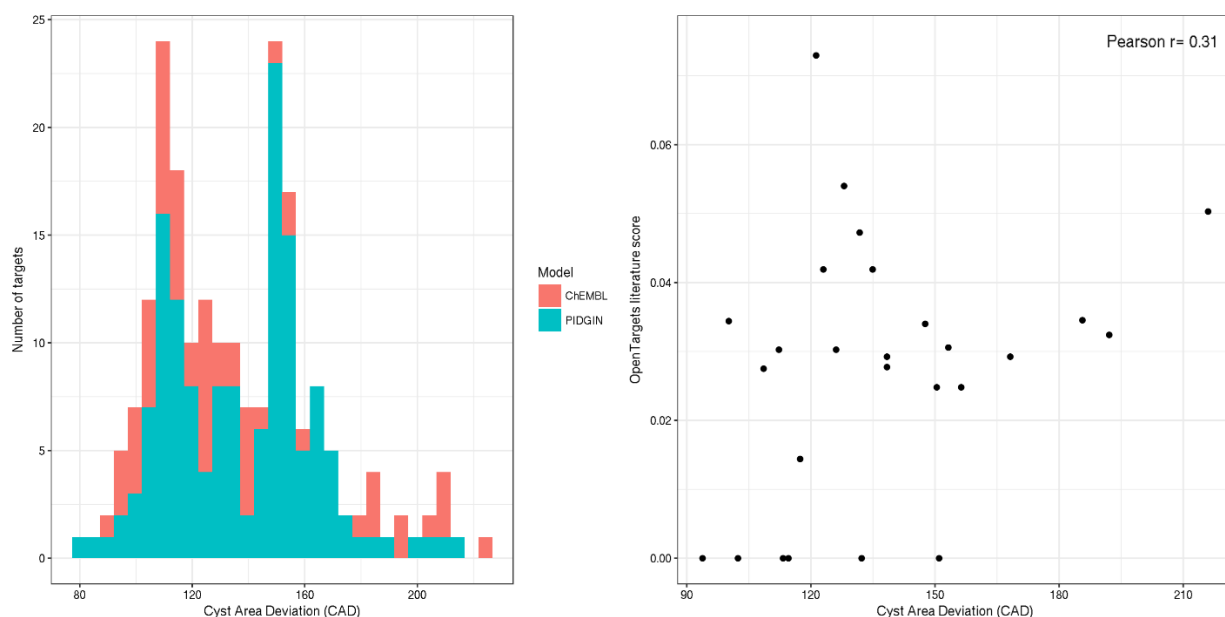 25
20
15
10
5
0
Number of targets
80
120
160
200
Cyst Area Deviation (CAD)
Model
ChEMBL
PIDGIN
Pearson r= 0.31
0.06
0.04
0.02
0.00
OpenTargets literature score
90
120
150
180
210
Cyst Area Deviation (CAD)